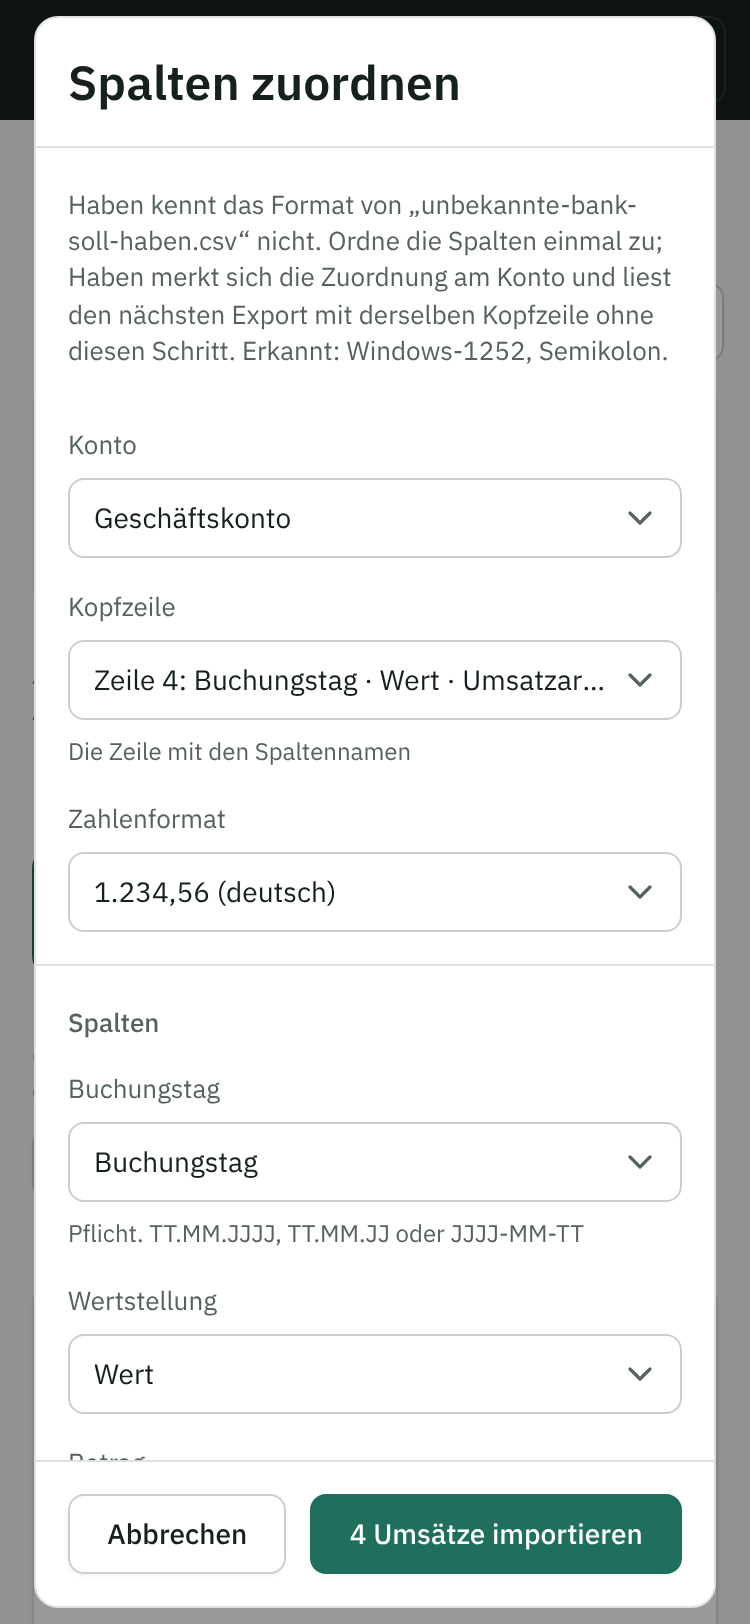 Spalten zuordnen
Haben kennt das Format von „unbekannte-bank-
soll-haben.csv“ nicht. Ordne die Spalten einmal zu;
Haben merkt sich die Zuordnung am Konto und liest
den nächsten Export mit derselben Kopfzeile ohne
diesen Schritt. Erkannt: Windows-1252, Semikolon.
Konto
Geschäftskonto
Kopfzeile
Zeile 4: Buchungstag · Wert · Umsatzar...
Die Zeile mit den Spaltennamen
Zahlenformat
1.234,56 (deutsch)
Spalten
Buchungstag
Buchungstag
Pflicht. TT.MM.JJJJ, TT.MM.JJ oder JJJJ-MM-TT
Wertstellung
Wert
Betrag
Abbrechen
4 Umsätze importieren